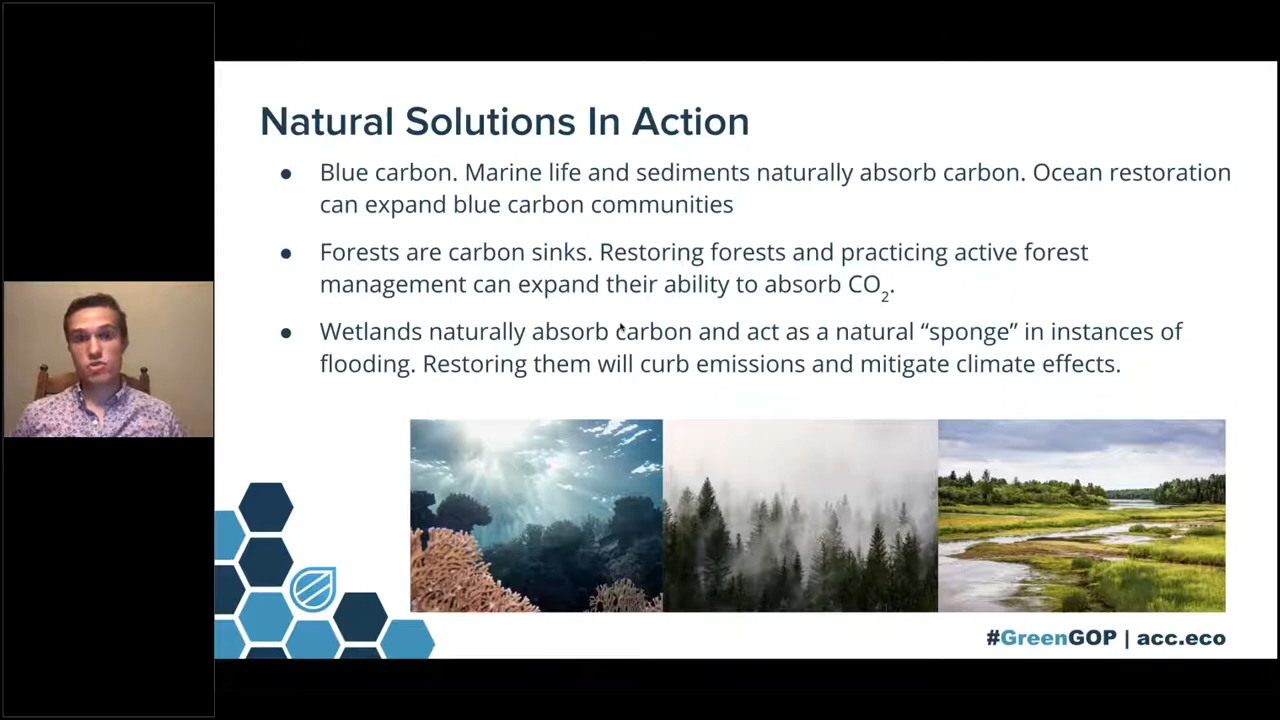 Natural Solutions In Action
● Blue carbon. Marine life and sediments naturally absorb carbon. Ocean restoration
can expand blue carbon communities
● Forests are carbon sinks. Restoring forests and practicing active forest
management can expand their ability to absorb CO₂.
● Wetlands naturally absorb carbon and act as a natural “sponge” in instances of
flooding. Restoring them will curb emissions and mitigate climate effects.
#GreenGOP | acc.eco